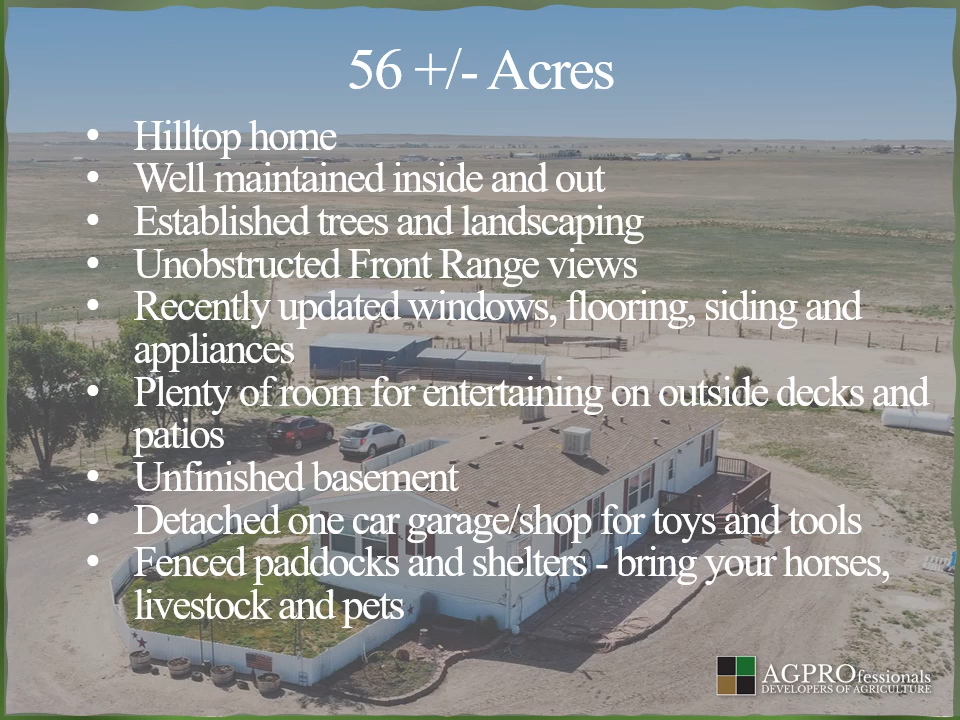 56 +/- Acres
• Hilltop home
• Well maintained inside and out
• Established trees and landscaping
• Unobstructed Front Range views
• Recently updated windows, flooring, siding and
appliances
• Plenty of room for entertaining on outside decks and
patios
• Unfinished basement
• Detached one car garage/shop for toys and tools
• Fenced paddocks and shelters - bring your horses,
livestock and pets
AGPROfessionals
DEVELOPERS OF AGRICULTURE